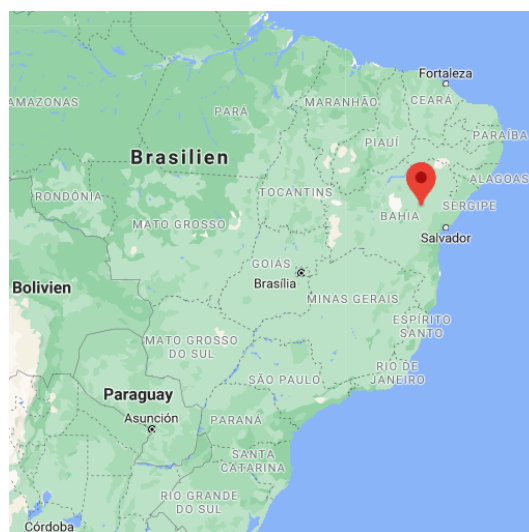 Fortaleza
AMAZONAS
MARANHÃO
CEARÁ
PARÁ
PIAUÍ
PARAÍBA
Brasilien
ALAGOAS
RONDÔNIA
TOCANTINS
SERGIPE
BAHIA
MATO GROSSO
Salvador
GOIÁS
Brasília
Bolivien
MINAS GERAIS
ESPÍRITO
SANTO
MATO GROSSO
DO SUL
RIO DE
JANEIRO
SÃO PAULO
Paraguay
Asunción
PARANÁ
SANTA
CATARINA
RIO GRANDE
DO SUL
Córdoba